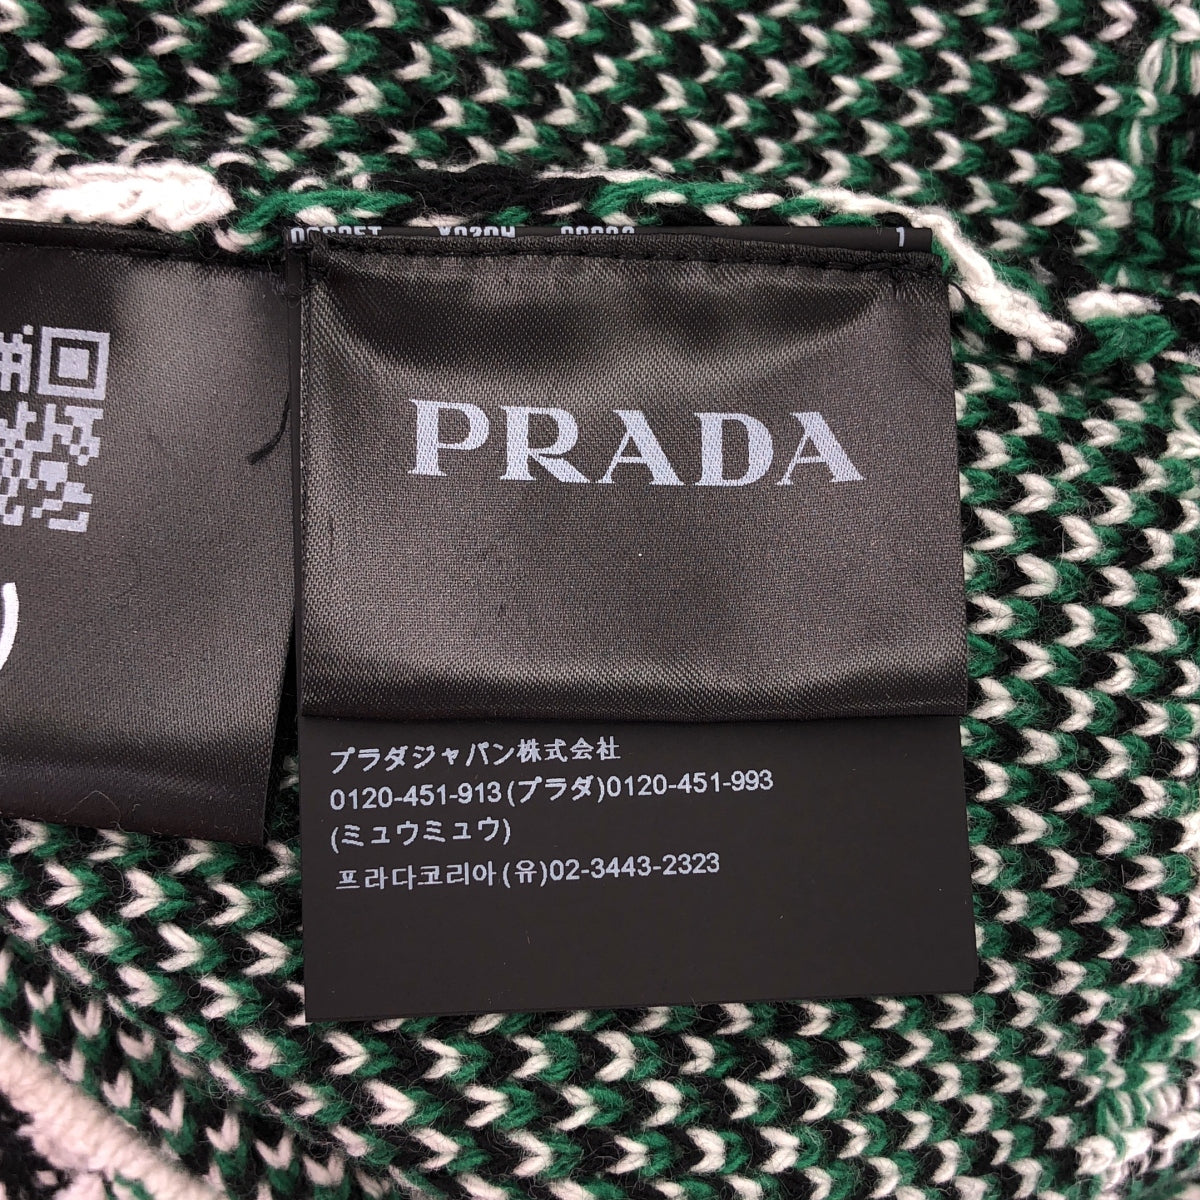 1
PRADA
プラダジャパン株式会社
0120-451-913(プラダ)0120-451-993
(ミュウミュウ)
프라다코리아(유)02-3443-2323